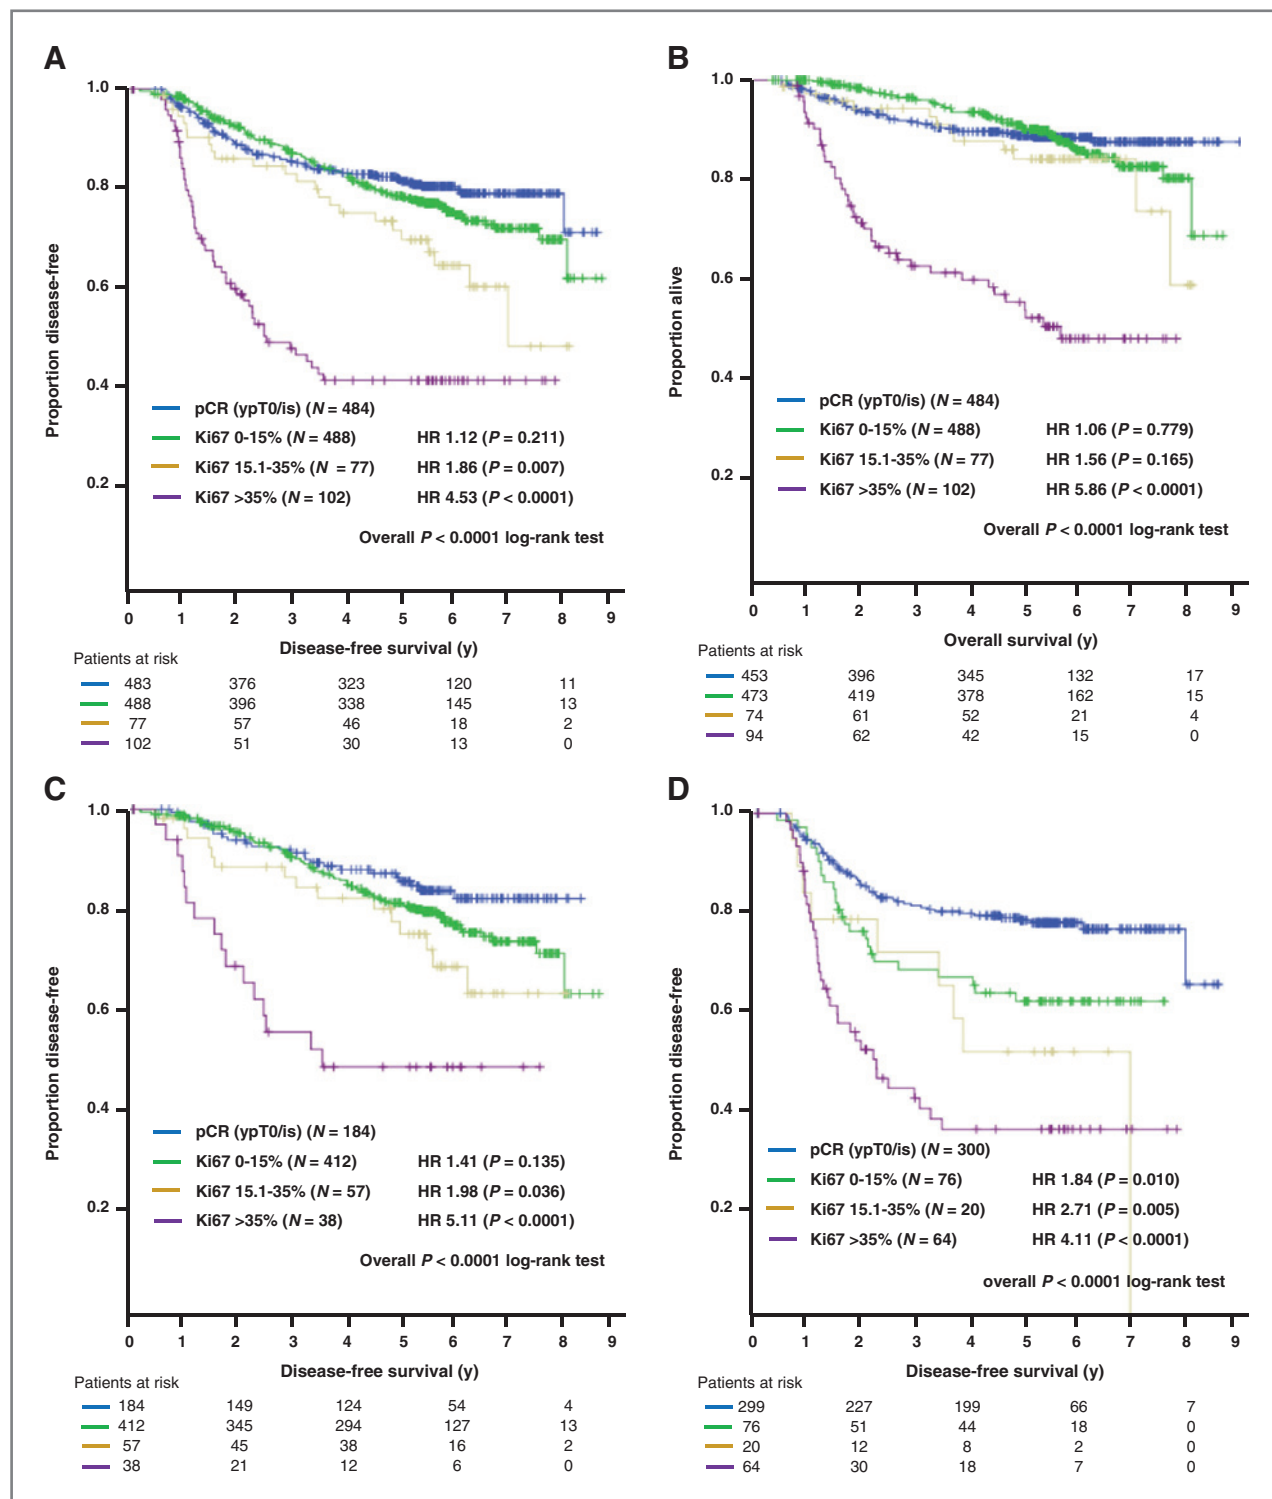 A
1.0
0.8
0.6
0.4
0.2
Proportion disease-free
pCR (ypT0/is) (N = 484)
Ki67 0-15% (N = 488) HR 1.12 (P = 0.211)
Ki67 15.1-35% (N = 77) HR 1.86 (P = 0.007)
Ki67 >35% (N = 102) HR 4.53 (P < 0.0001)
Overall P < 0.0001 log-rank test
0 1 2 3 4 5 6 7 8 9
Disease-free survival (y)
Patients at risk
483 376 323 120 11
488 396 338 145 13
77 57 46 18 2
102 51 30 13 0
B
1.0
0.8
0.6
0.4
0.2
Proportion alive
pCR (ypT0/is) (N = 484)
Ki67 0-15% (N = 488) HR 1.06 (P = 0.779)
Ki67 15.1-35% (N = 77) HR 1.56 (P = 0.165)
Ki67 >35% (N = 102) HR 5.86 (P < 0.0001)
Overall P < 0.0001 log-rank test
0 1 2 3 4 5 6 7 8 9
Overall survival (y)
Patients at risk
453 396 345 132 17
473 419 378 162 15
74 61 52 21 4
94 62 42 15 0
C
1.0
0.8
0.6
0.4
0.2
Proportion disease-free
pCR (ypT0/is) (N = 184)
Ki67 0-15% (N = 412) HR 1.41 (P = 0.135)
Ki67 15.1-35% (N = 57) HR 1.98 (P = 0.036)
Ki67 >35% (N = 38) HR 5.11 (P < 0.0001)
Overall P < 0.0001 log-rank test
0 1 2 3 4 5 6 7 8 9
Disease-free survival (y)
Patients at risk
184 149 124 54 4
412 345 294 127 13
57 45 38 16 2
38 21 12 6 0
D
1.0
0.8
0.6
0.4
0.2
Proportion disease-free
pCR (ypT0/is) (N = 300)
Ki67 0-15% (N = 76) HR 1.84 (P = 0.010)
Ki67 15.1-35% (N = 20) HR 2.71 (P = 0.005)
Ki67 >35% (N = 64) HR 4.11 (P < 0.0001)
overall P < 0.0001 log-rank test
0 1 2 3 4 5 6 7 8 9
Disease-free survival (y)
Patients at risk
299 227 199 66 7
76 51 44 18 0
20 12 8 2 0
64 30 18 7 0